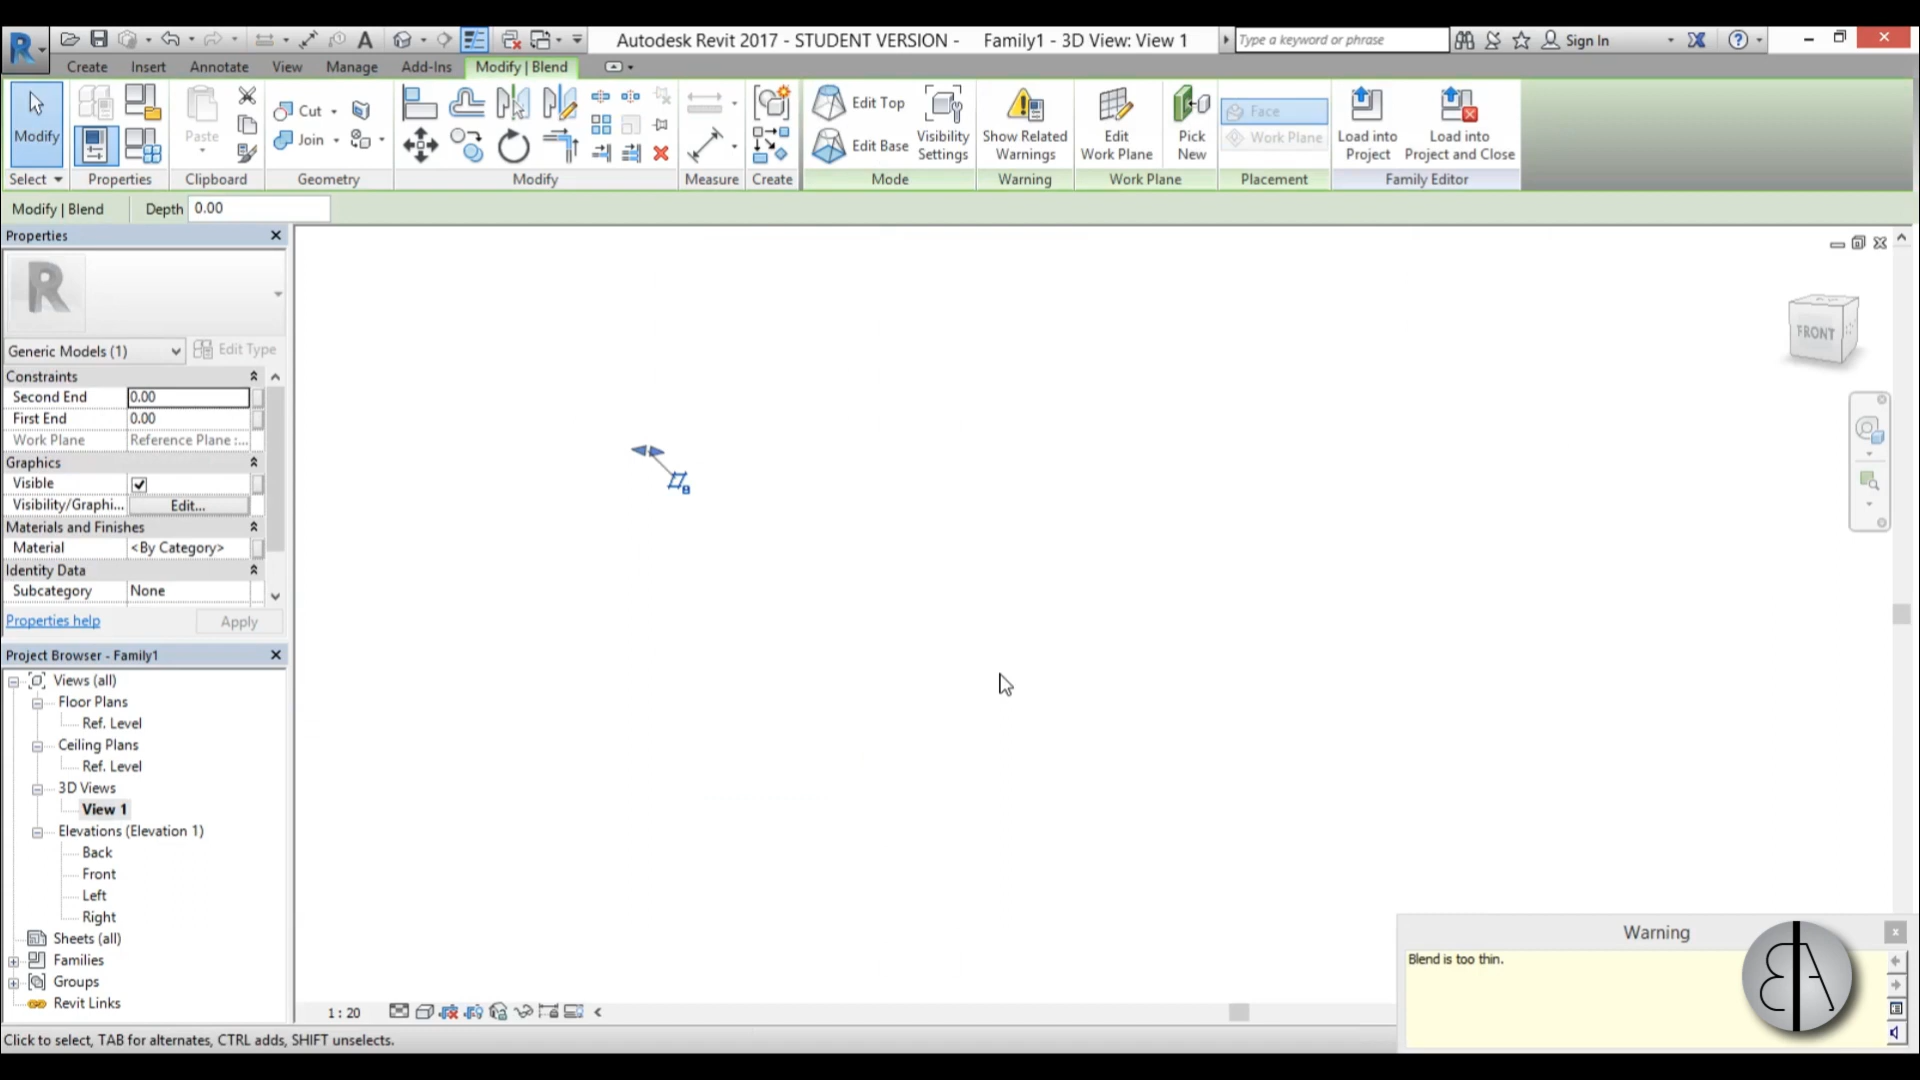 Autodesk Revit 2017 - STUDENT VERSION - Family1 - 3D View: View 1
Type a keyword or phrase
Sign In
Create Insert Annotate View Manage Add-Ins Modify | Blend
Modify
Paste
Cut
Join
Edit Top
Edit Base
Visibility Settings
Show Related Warnings
Edit Work Plane
Pick New
Face
Work Plane
Load into Project
Load into Project and Close
Select Properties Clipboard Geometry Modify Measure Create Mode Warning Work Plane Placement Family Editor
Modify | Blend Depth 0.00
Properties
Generic Models (1) Edit Type
Constraints
Second End 0.00
First End 0.00
Work Plane Reference Plane :...
Graphics
Visible
Visibility/Graphi... Edit...
Materials and Finishes
Material <By Category>
Identity Data
Subcategory None
Properties help Apply
Project Browser - Family1
Views (all)
Floor Plans
Ref. Level
Ceiling Plans
Ref. Level
3D Views
View 1
Elevations (Elevation 1)
Back
Front
Left
Right
Sheets (all)
Families
Groups
Revit Links
FRONT
1 : 20
Warning
Blend is too thin.
Click to select, TAB for alternates, CTRL adds, SHIFT unselects.